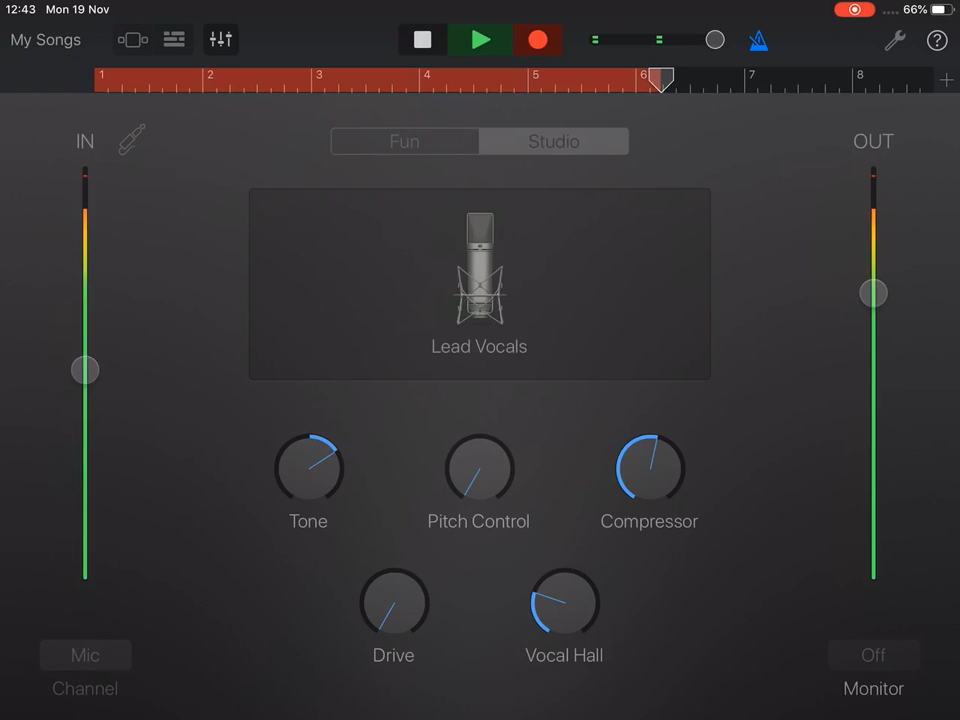 12:43 Mon 19 Nov
66%
My Songs
?
1 2 3 4 5 6 7 8
+
IN
Fun Studio
OUT
Lead Vocals
Tone Pitch Control Compressor
Drive Vocal Hall
Mic
Off
Channel
Monitor